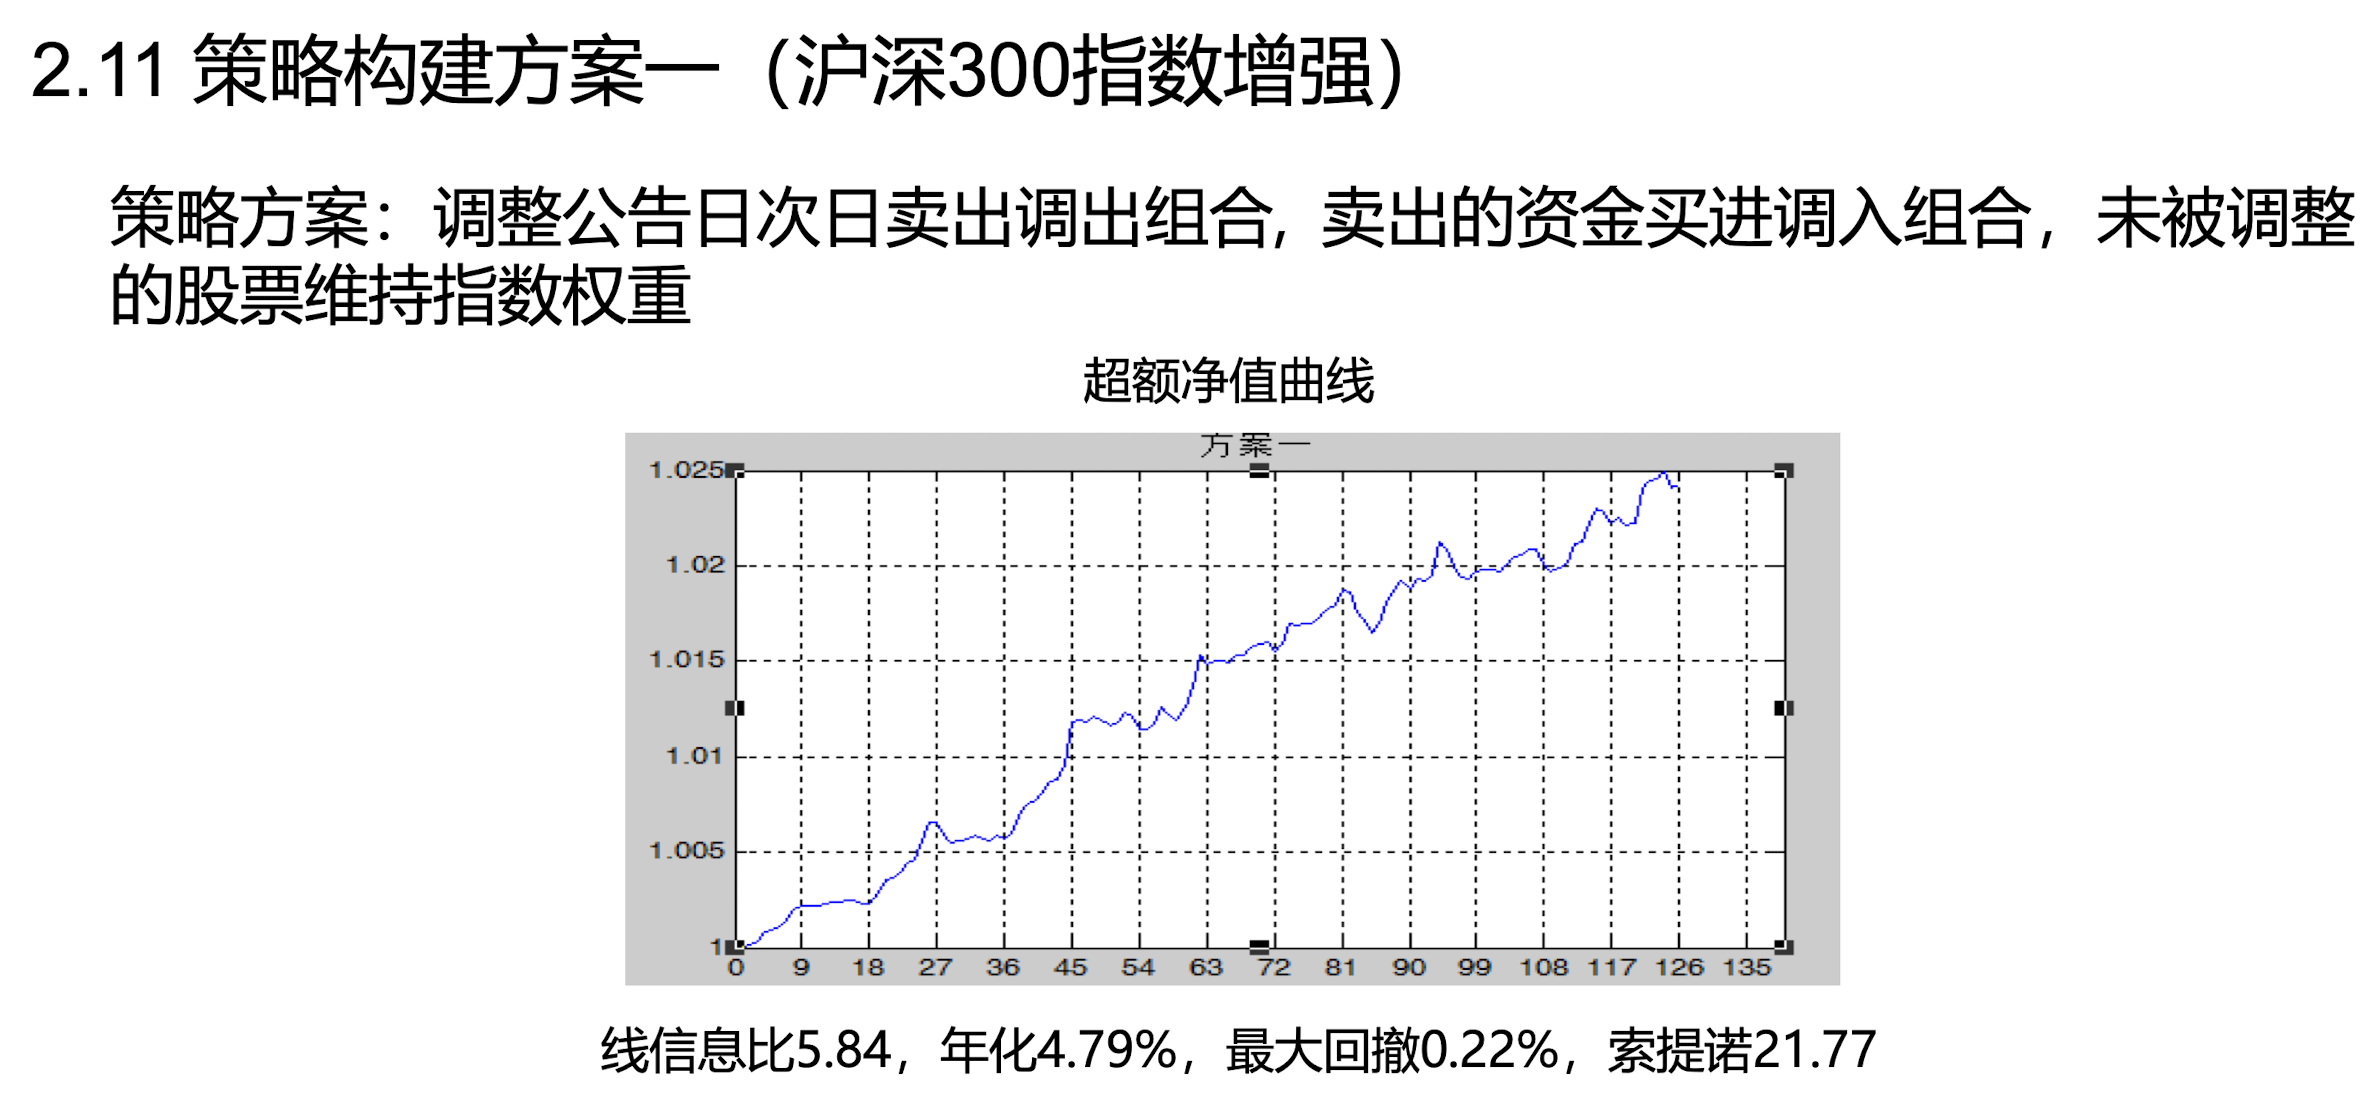 2.11 策略构建方案一（沪深300指数增强）
策略方案：调整公告日次日卖出调出组合, 卖出的资金买进调入组合，未被调整
的股票维持指数权重
超额净值曲线
方案一
1.025
1.02
1.015
1.01
1.005
1
0 9 18 27 36 45 54 63 72 81 90 99 108 117 126 135
线信息比5.84，年化4.79%，最大回撤0.22%，索提诺21.77